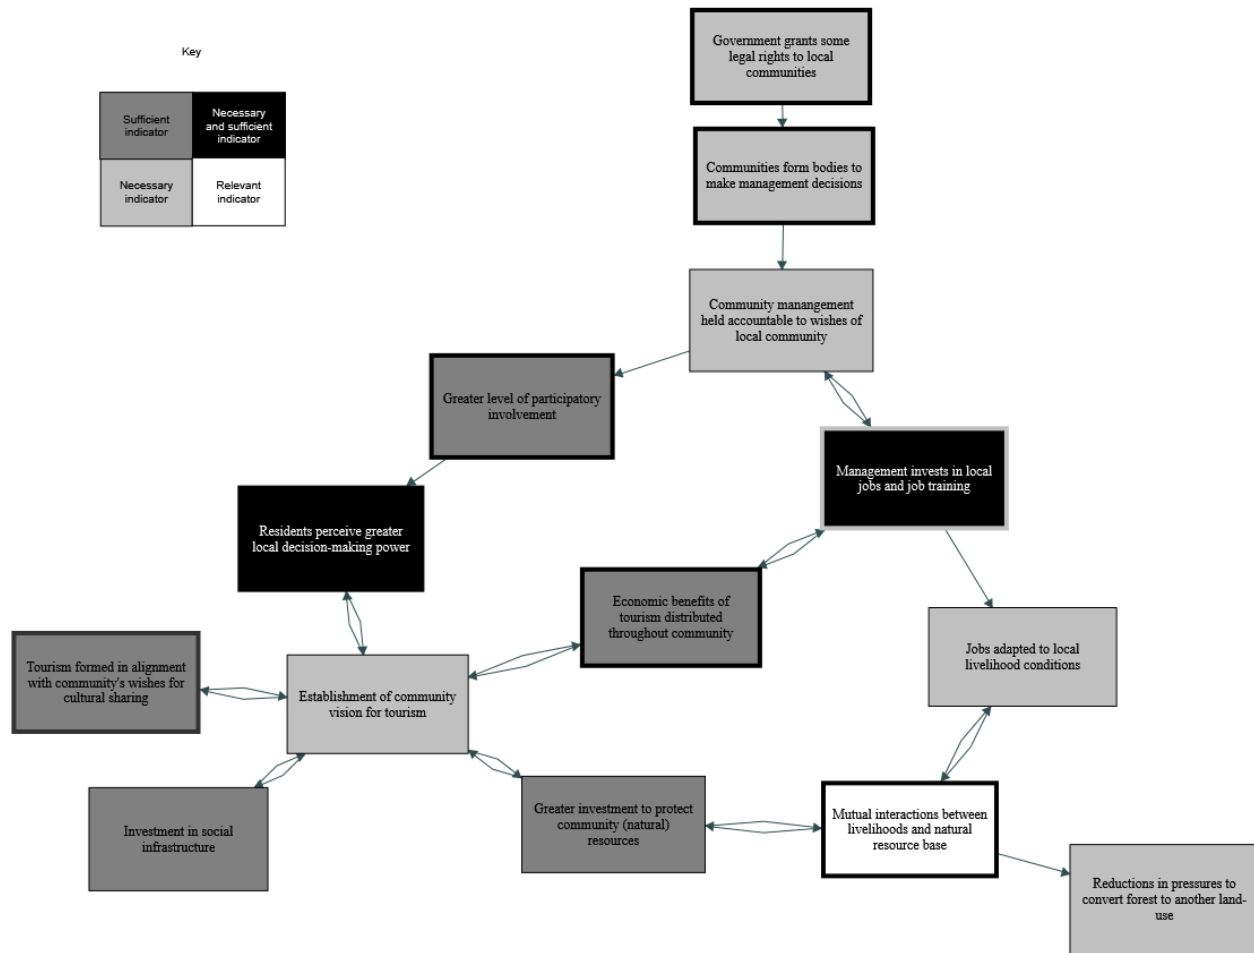 Key
Sufficient
indicator
Necessary
and sufficient
indicator
Necessary
indicator
Relevant
indicator
Government grants some
legal rights to local
communities
Communities form bodies to
make management decisions
Community manangement
held accountable to wishes of
local community
Greater level of participatory
involvement
Management invests in local
jobs and job training
Residents perceive greater
local decision-making power
Economic benefits of
tourism distributed
throughout community
Jobs adapted to local
livelihood conditions
Tourism formed in alignment
with community's wishes for
cultural sharing
Establishment of community
vision for tourism
Investment in social
infrastructure
Greater investment to protect
community (natural)
resources
Mutual interactions between
livelihoods and natural
resource base
Reductions in pressures to
convert forest to another land-
use